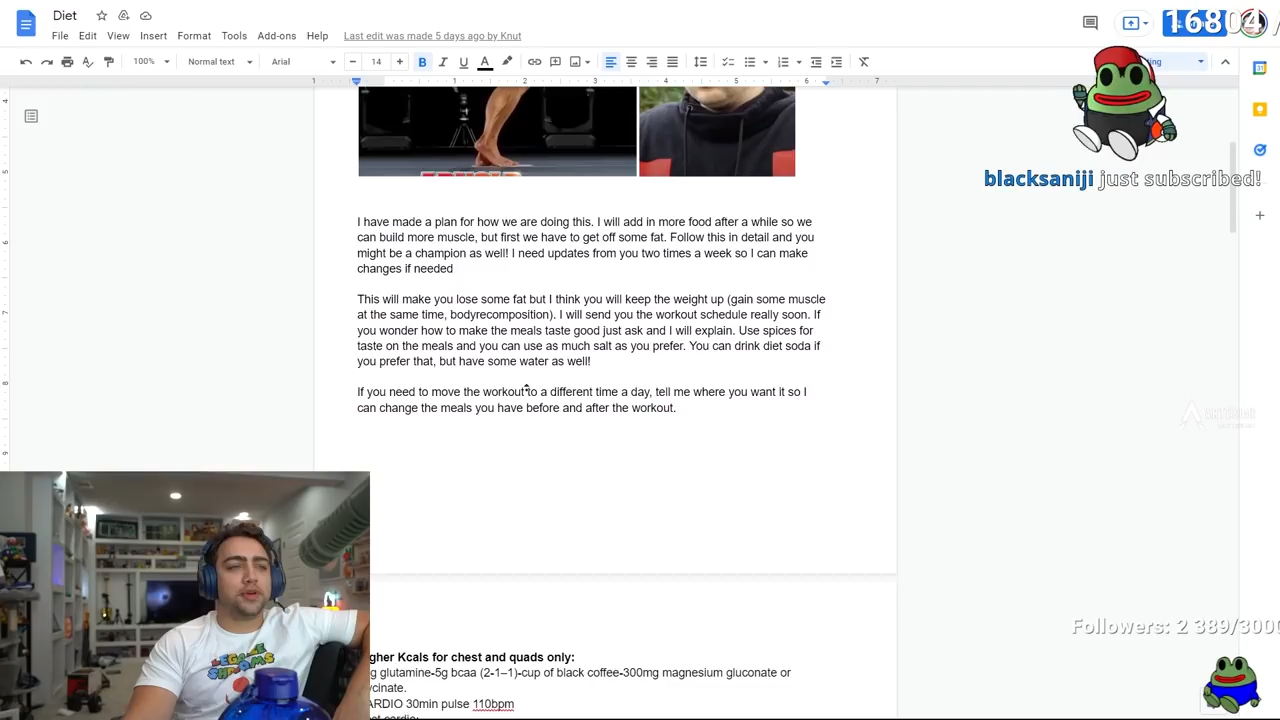 Diet
File Edit View Insert Format Tools Add-ons Help Last edit was made 5 days ago by Knut
100% Normal text Arial 14
1 1 2 3 4 5 6 7
I have made a plan for how we are doing this. I will add in more food after a while so we
can build more muscle, but first we have to get off some fat. Follow this in detail and you
might be a champion as well! I need updates from you two times a week so I can make
changes if needed
This will make you lose some fat but I think you will keep the weight up (gain some muscle
at the same time, bodyrecomposition). I will send you the workout schedule really soon. If
you wonder how to make the meals taste good just ask and I will explain. Use spices for
taste on the meals and you can use as much salt as you prefer. You can drink diet soda if
you prefer that, but have some water as well!
If you need to move the workout to a different time a day, tell me where you want it so I
can change the meals you have before and after the workout.
gher Kcals for chest and quads only:
g glutamine-5g bcaa (2-1–1)-cup of black coffee-300mg magnesium gluconate or
ycinate.
ARDIO 30min pulse 110bpm
16804
blacksaniji just subscribed!
Followers: 2 389/3000